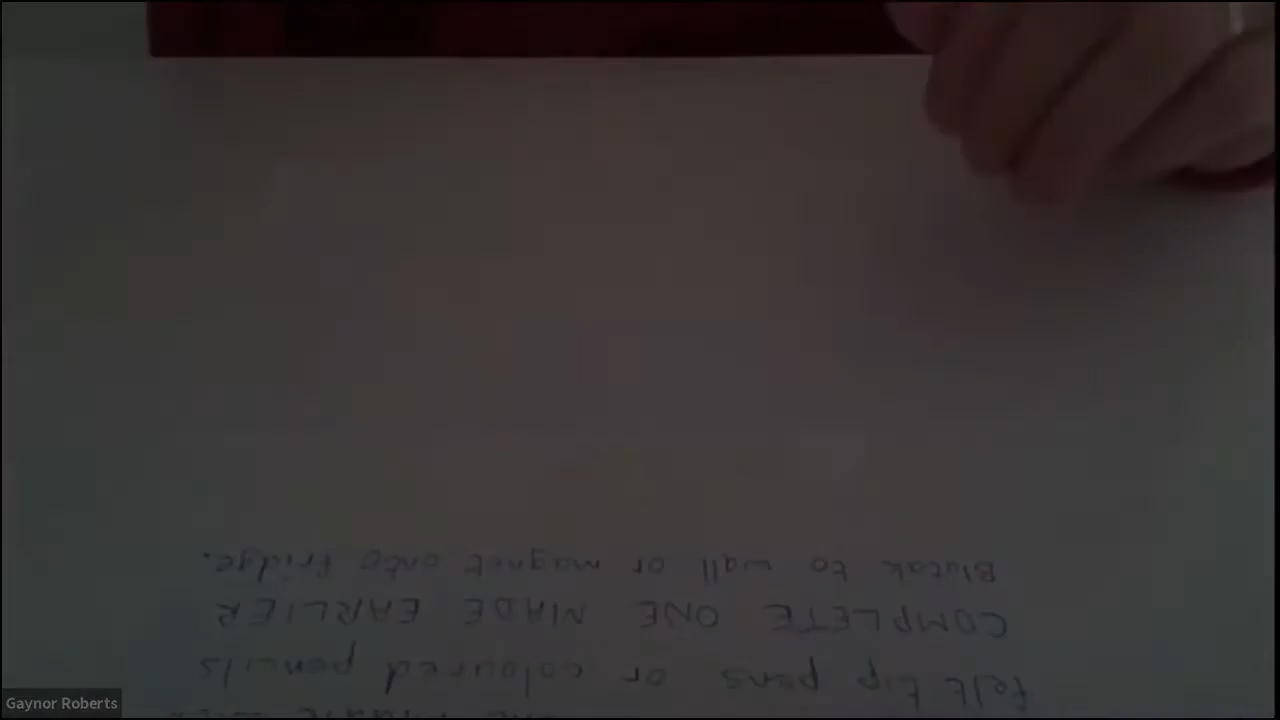 felt tip pens or coloured pencils
COMPLETE ONE MADE EARLIER
Blutak to wall or magnet onto fridge.
Gaynor Roberts